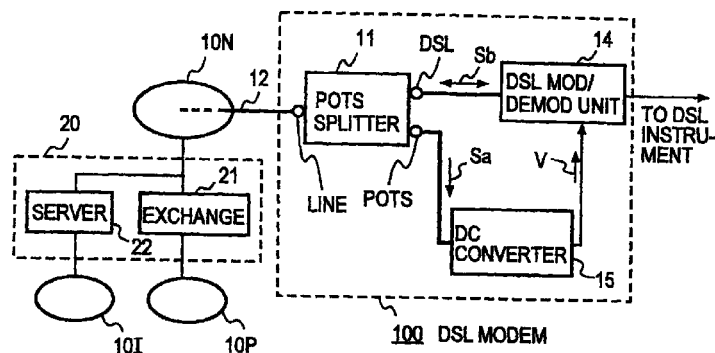 10N
12
11
POTS
SPLITTER
DSL
Sb
14
DSL MOD/
DEMOD UNIT
TO DSL
INSTRU-
MENT
LINE
POTS
Sa
V
DC
CONVERTER
15
20
21
SERVER
22
EXCHANGE
10I
10P
100 DSL MODEM